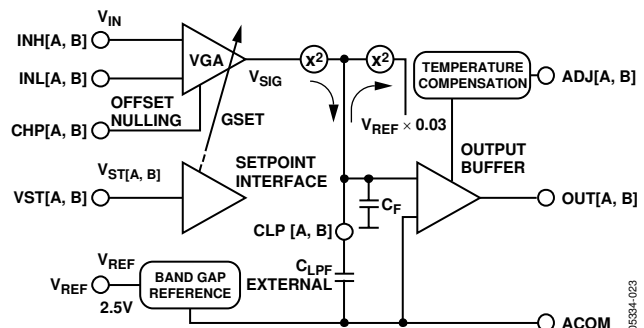 V_IN
INH[A, B]
VGA
x²
x²
TEMPERATURE
COMPENSATION
ADJ[A, B]
INL[A, B]
V_SIG
OFFSET
NULLING
GSET
V_REF × 0.03
CHP[A, B]
OUTPUT
BUFFER
V_ST[A, B]
SETPOINT
INTERFACE
VST[A, B]
C_F
OUT[A, B]
CLP [A, B]
V_REF
C_LPF
EXTERNAL
V_REF
2.5V
BAND GAP
REFERENCE
ACOM
05334-023